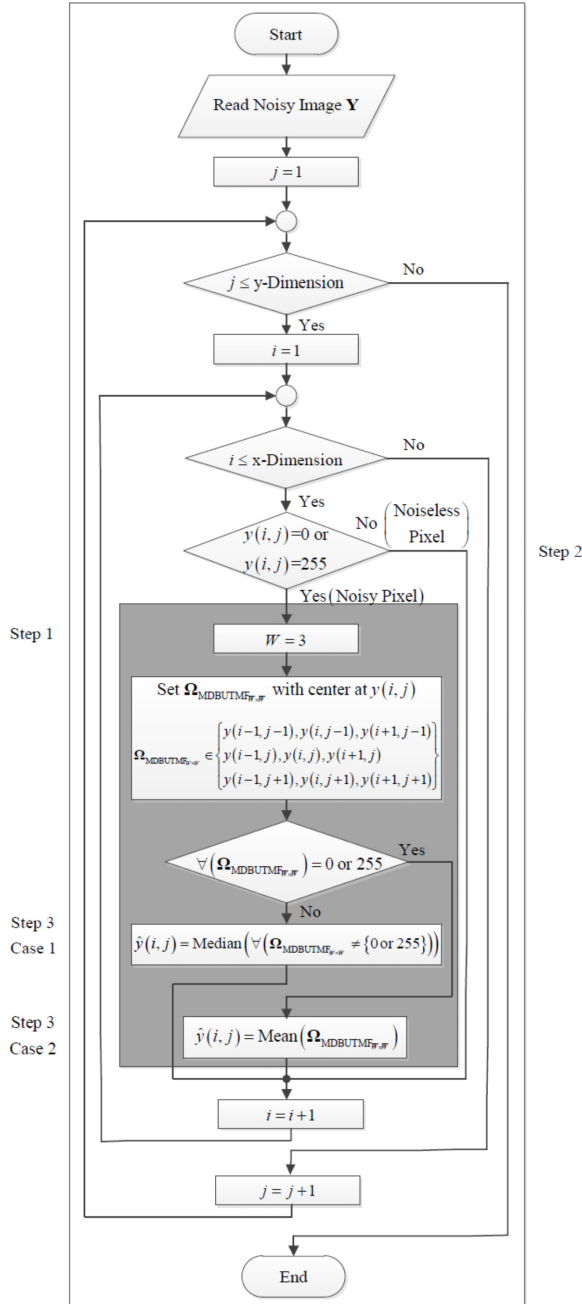 Start
Read Noisy Image Y
j = 1
j ≤ y-Dimension
No
Yes
i = 1
i ≤ x-Dimension
No
Yes
y(i, j)=0 or
y(i, j)=255
No (Noiseless
Pixel)
Step 2
Yes(Noisy Pixel)
Step 1
W = 3
Set Ω_MDBUTMF_W×W with center at y(i, j)
Ω_MDBUTMF_W×W ∈ { y(i−1, j−1), y(i, j−1), y(i+1, j−1)
y(i−1, j), y(i, j), y(i+1, j)
y(i−1, j+1), y(i, j+1), y(i+1, j+1) }
∀(Ω_MDBUTMF_W×W) = 0 or 255
Yes
No
Step 3
Case 1
ŷ(i, j) = Median(∀(Ω_MDBUTMF_W×W ≠ {0 or 255}))
Step 3
Case 2
ŷ(i, j) = Mean(Ω_MDBUTMF_W×W)
i = i+1
j = j+1
End